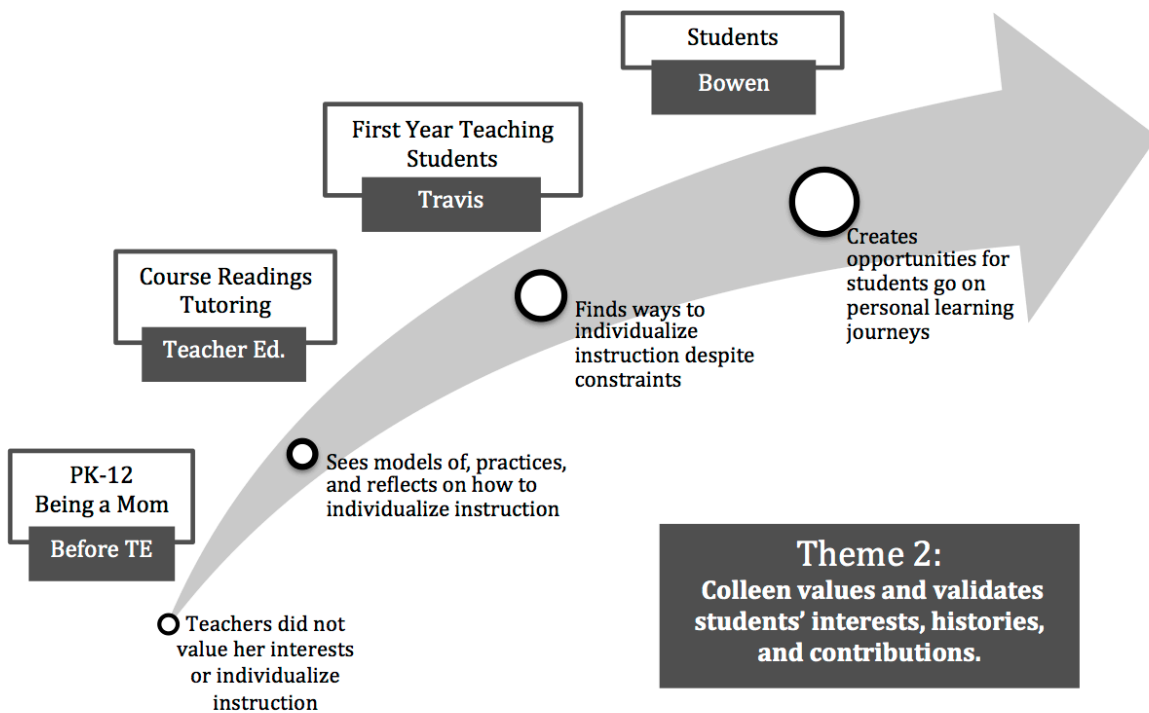 Students
Bowen
First Year Teaching
Students
Travis
Creates
opportunities for
students go on
personal learning
journeys
Course Readings
Tutoring
Teacher Ed.
Finds ways to
individualize
instruction despite
constraints
PK-12
Being a Mom
Before TE
Sees models of, practices,
and reflects on how to
individualize instruction
Teachers did not
value her interests
or individualize
instruction
Theme 2:
Colleen values and validates
students’ interests, histories,
and contributions.